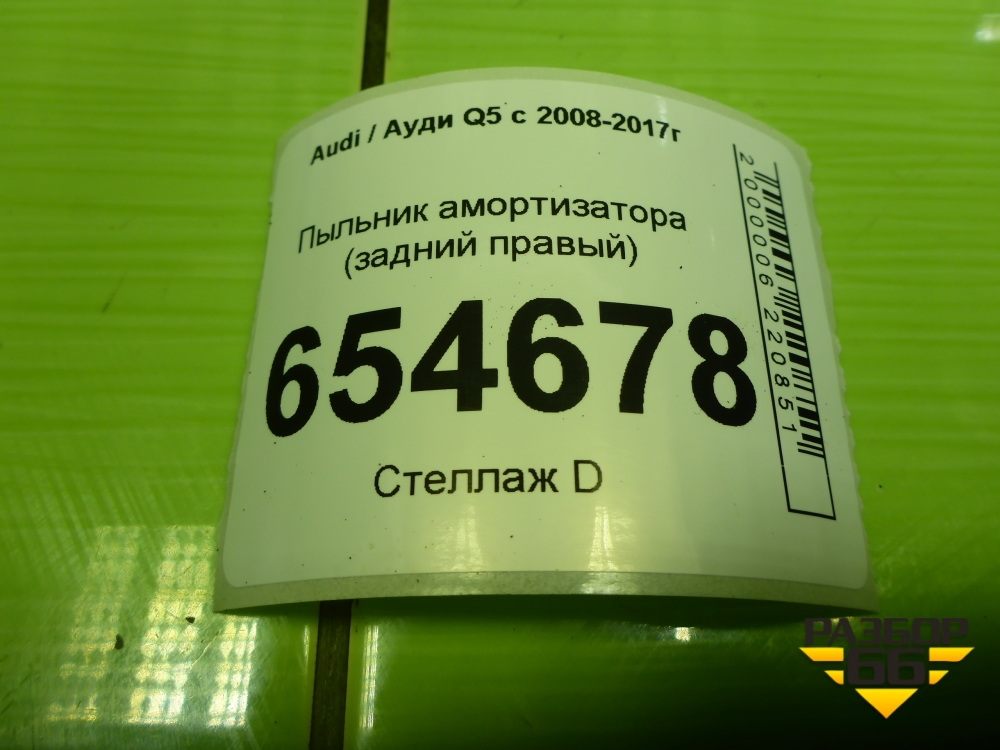 Audi / Ауди Q5 с 2008-2017г
Пыльник амортизатора
(задний правый)
654678
Стеллаж D
2000006220851
РАЗБОР
66